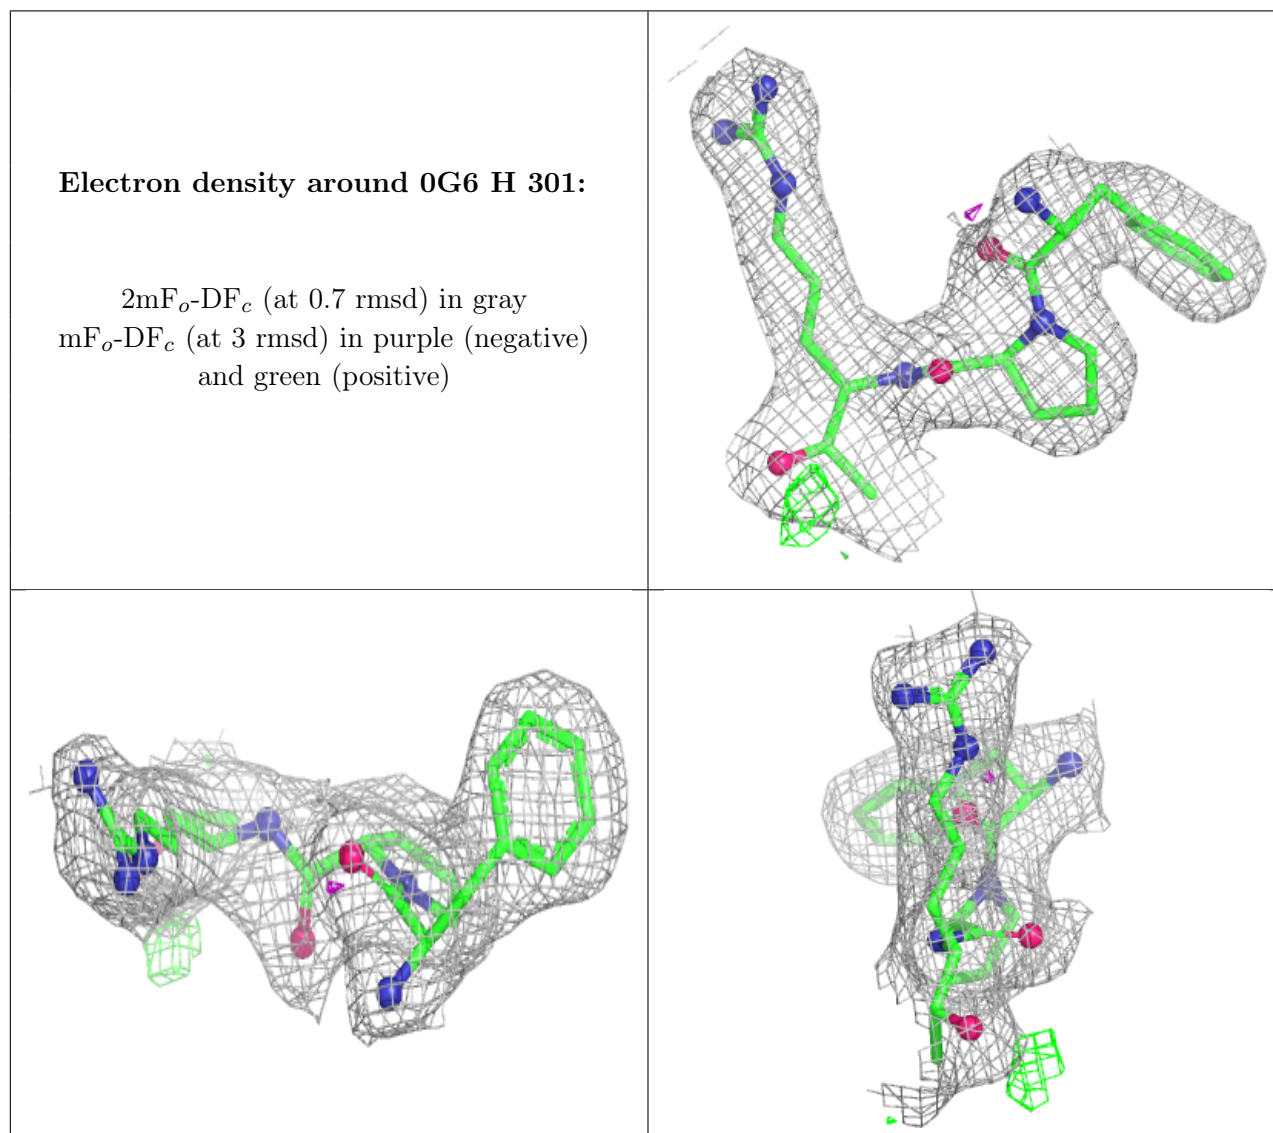 Electron density around 0G6 H 301:
2mFₒ-DF𝒸 (at 0.7 rmsd) in gray
mFₒ-DF𝒸 (at 3 rmsd) in purple (negative)
and green (positive)